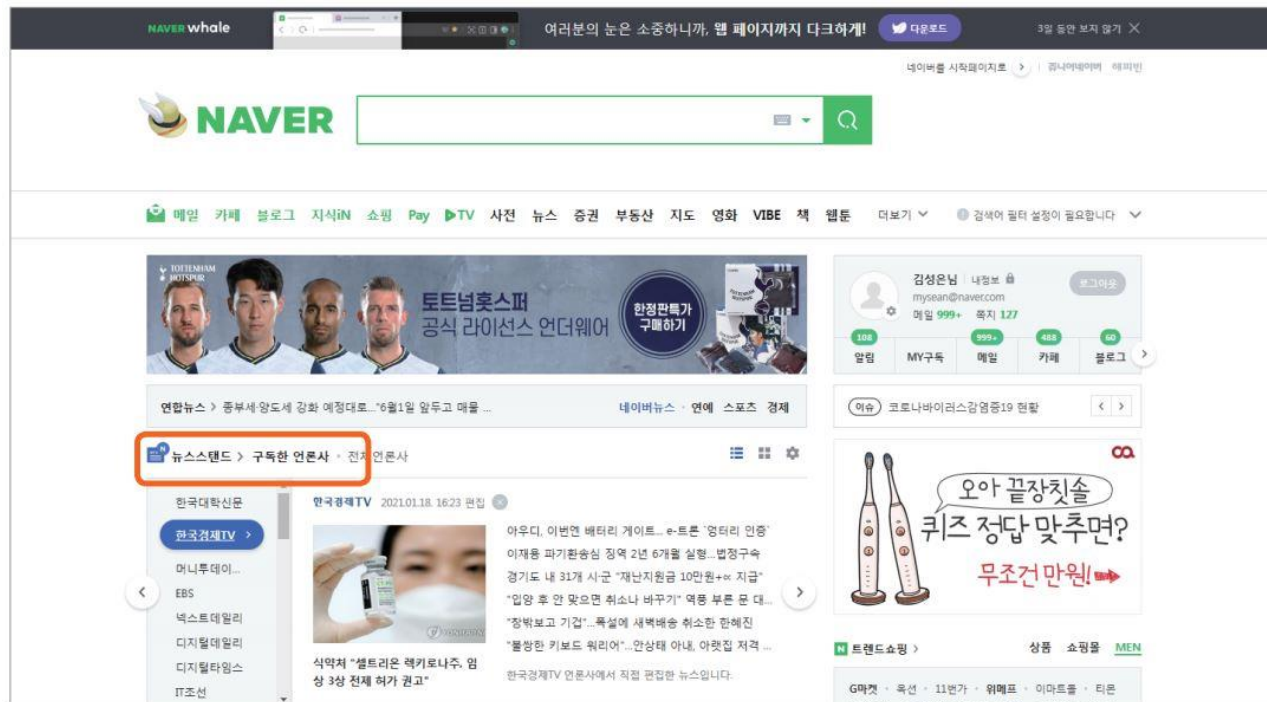 NAVER whale
여러분의 눈은 소중하니까, 웹 페이지까지 다크하게!
다운로드
3일 동안 보지 않기
네이버를 시작페이지로
쥬니어네이버 해피빈
NAVER
메일 카페 블로그 지식iN 쇼핑 Pay TV 사전 뉴스 증권 부동산 지도 영화 VIBE 책 웹툰 더보기
검색어 필터 설정이 필요합니다
TOTTENHAM
HOTSPUR
토트넘홋스퍼
공식 라이선스 언더웨어
한정판특가
구매하기
김성은님 내정보
로그아웃
mysean@naver.com
메일 999+ 쪽지 127
108 999+ 488 60
알림 MY구독 메일 카페 블로그
연합뉴스 > 종부세·양도세 강화 예정대로..."6월1일 앞두고 매물 ...
네이버뉴스 · 연예 스포츠 경제
이슈 코로나바이러스감염증19 현황
뉴스스탠드 > 구독한 언론사 · 전체 언론사
한국대학신문
한국경제TV >
머니투데이...
EBS
넥스트데일리
디지털데일리
디지털타임스
IT조선
한국경제TV 2021.01.18. 16:23 편집
아우디, 이번엔 배터리 게이트... e-트론 `엉터리 인증`
이재용 파기환송심 징역 2년 6개월 실형...법정구속
경기도 내 31개 시·군 "재난지원금 10만원+∝ 지급"
"입양 후 안 맞으면 취소나 바꾸기" 역풍 부른 문 대...
"창밖보고 기겁"...폭설에 새벽배송 취소한 한혜진
"불쌍한 키보드 워리어"...안상태 아내, 아랫집 저격 ...
식약처 "셀트리온 렉키로나주, 임
상 3상 전제 허가 권고"
한국경제TV 언론사에서 직접 편집한 뉴스입니다.
오아 끝장칫솔
퀴즈 정답 맞추면?
무조건 만원!
트렌드쇼핑 >
상품 쇼핑몰 MEN
G마켓 · 옥션 · 11번가 · 위메프 · 이마트몰 · 티몬